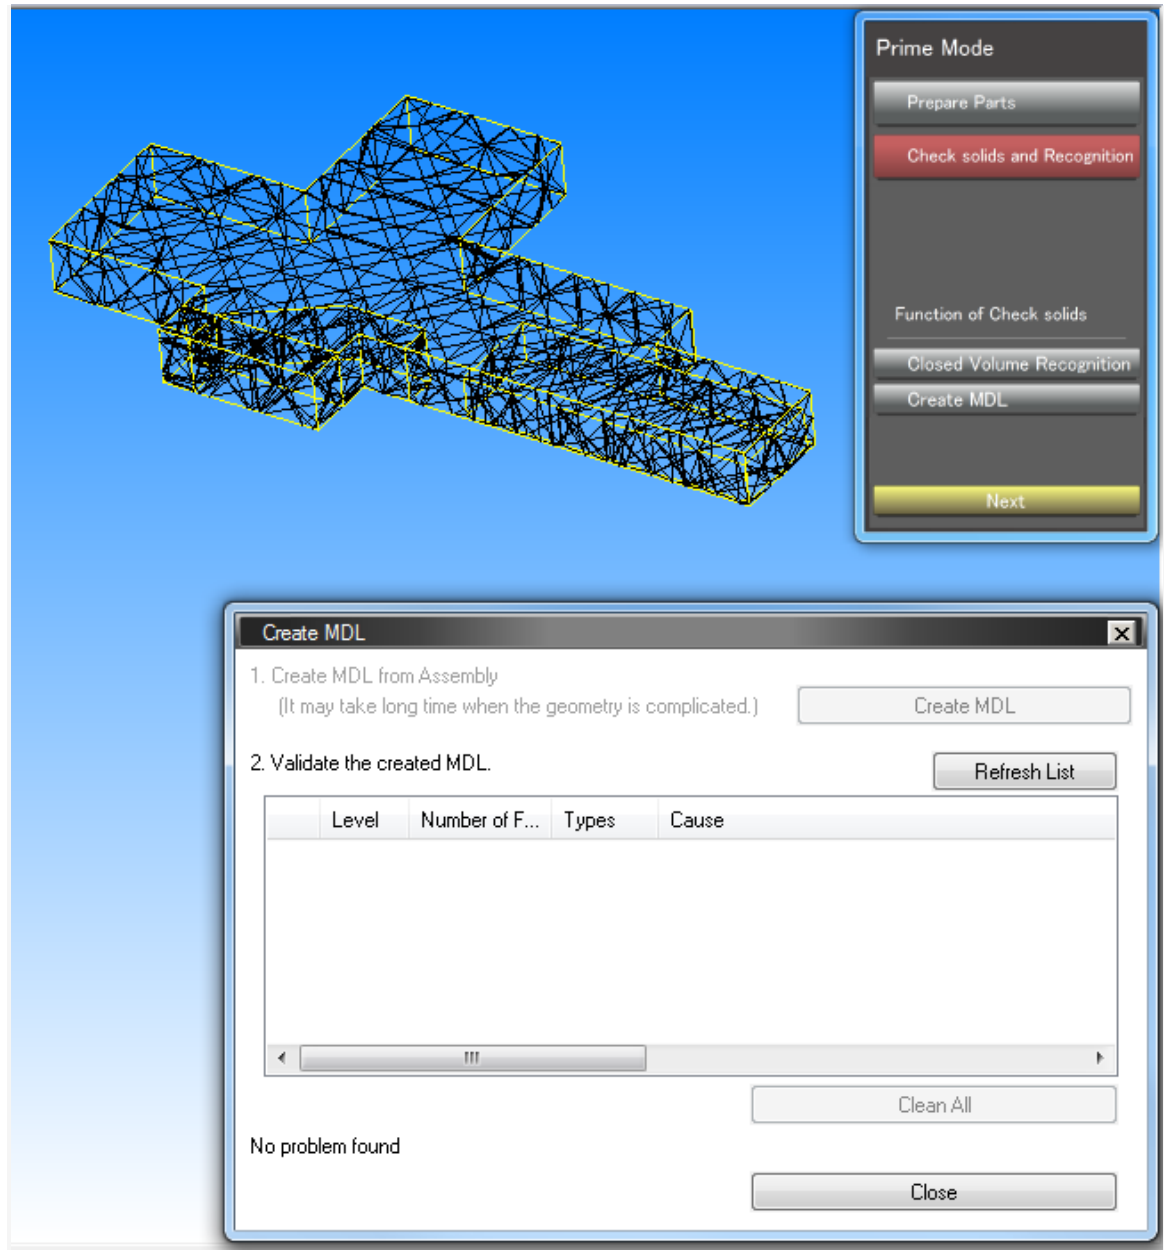 Prime Mode
Prepare Parts
Check solids and Recognition
Function of Check solids
Closed Volume Recognition
Create MDL
Next
Create MDL
1. Create MDL from Assembly
(It may take long time when the geometry is complicated.)
Create MDL
2. Validate the created MDL.
Refresh List
Level Number of F... Types Cause
Clean All
No problem found
Close